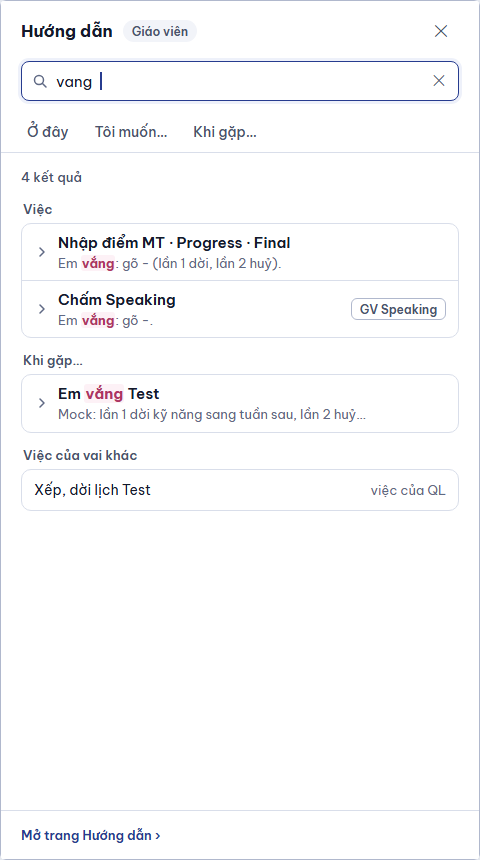 Hướng dẫn Giáo viên
vang
Ở đây Tôi muốn... Khi gặp...
4 kết quả
Việc
Nhập điểm MT · Progress · Final
Em vắng: gõ – (lần 1 dời, lần 2 huỷ).
Chấm Speaking
Em vắng: gõ –.
GV Speaking
Khi gặp...
Em vắng Test
Mock: lần 1 dời kỹ năng sang tuần sau, lần 2 huỷ...
Việc của vai khác
Xếp, dời lịch Test việc của QL
Mở trang Hướng dẫn ›